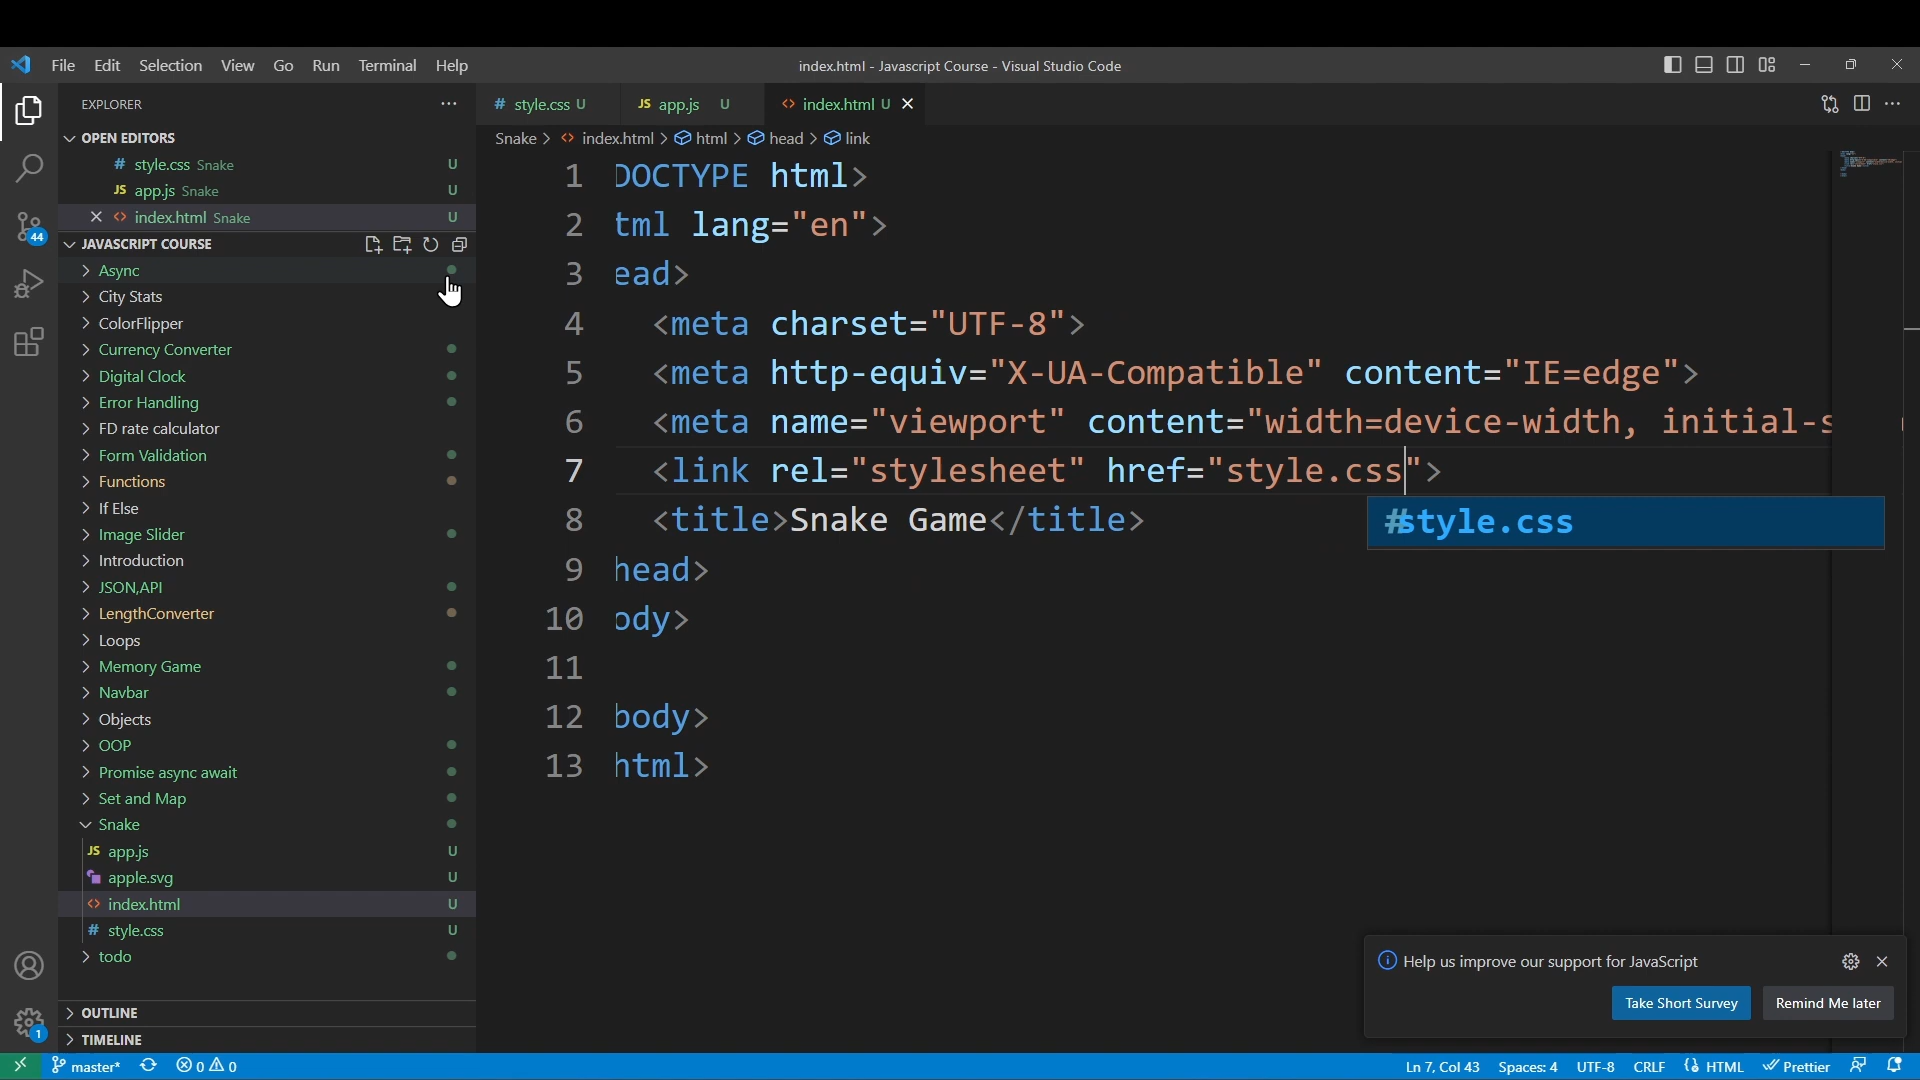 File Edit Selection View Go Run Terminal Help
index.html - Javascript Course - Visual Studio Code
EXPLORER
OPEN EDITORS
# style.css Snake U
JS app.js Snake U
<> index.html Snake U
JAVASCRIPT COURSE
Async
City Stats
ColorFlipper
Currency Converter
Digital Clock
Error Handling
FD rate calculator
Form Validation
Functions
If Else
Image Slider
Introduction
JSON,API
LengthConverter
Loops
Memory Game
Navbar
Objects
OOP
Promise async await
Set and Map
Snake
JS app.js U
apple.svg U
<> index.html U
# style.css U
todo
OUTLINE
TIMELINE
44
1
# style.css U JS app.js U <> index.html U
Snake > <> index.html > html > head > link
1 DOCTYPE html>
2 tml lang="en">
3 ead>
4 <meta charset="UTF-8">
5 <meta http-equiv="X-UA-Compatible" content="IE=edge">
6 <meta name="viewport" content="width=device-width, initial-s
7 <link rel="stylesheet" href="style.css">
8 <title>Snake Game</title>
#style.css
9 head>
10 ody>
11
12 body>
13 html>
Help us improve our support for JavaScript
Take Short Survey Remind Me later
master* 0 0 Ln 7, Col 43 Spaces: 4 UTF-8 CRLF {} HTML Prettier